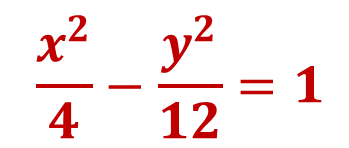 x²/4 − y²/12 = 1